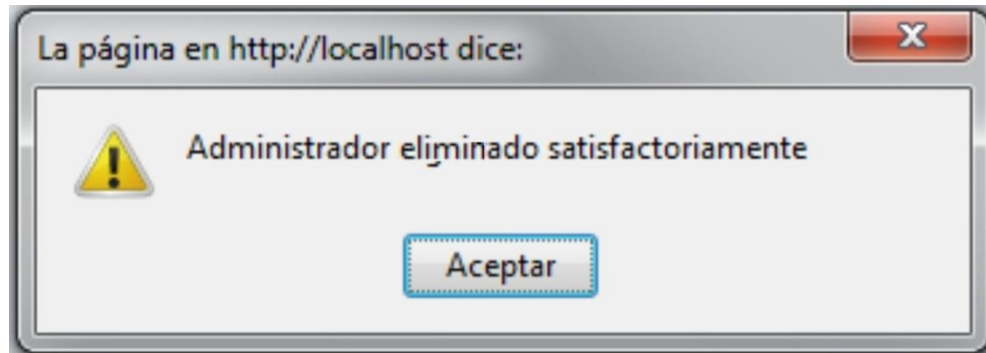 La página en http://localhost dice:
Administrador eliminado satisfactoriamente
Aceptar